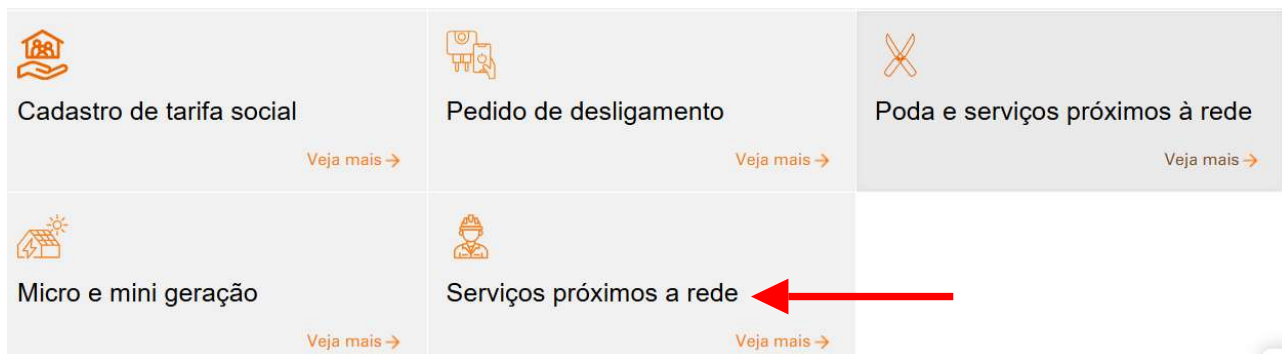 Cadastro de tarifa social
Pedido de desligamento
Poda e serviços próximos à rede
Veja mais →
Veja mais →
Veja mais →
Micro e mini geração
Serviços próximos a rede
Veja mais →
Veja mais →